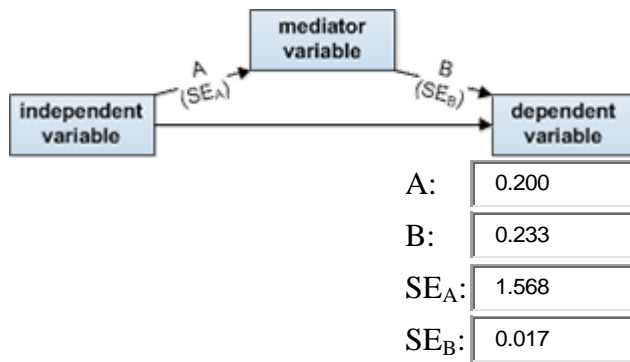 mediator
variable
A
(SEA)
B
(SEB)
independent
variable
dependent
variable
A: 0.200
B: 0.233
SEA: 1.568
SEB: 0.017